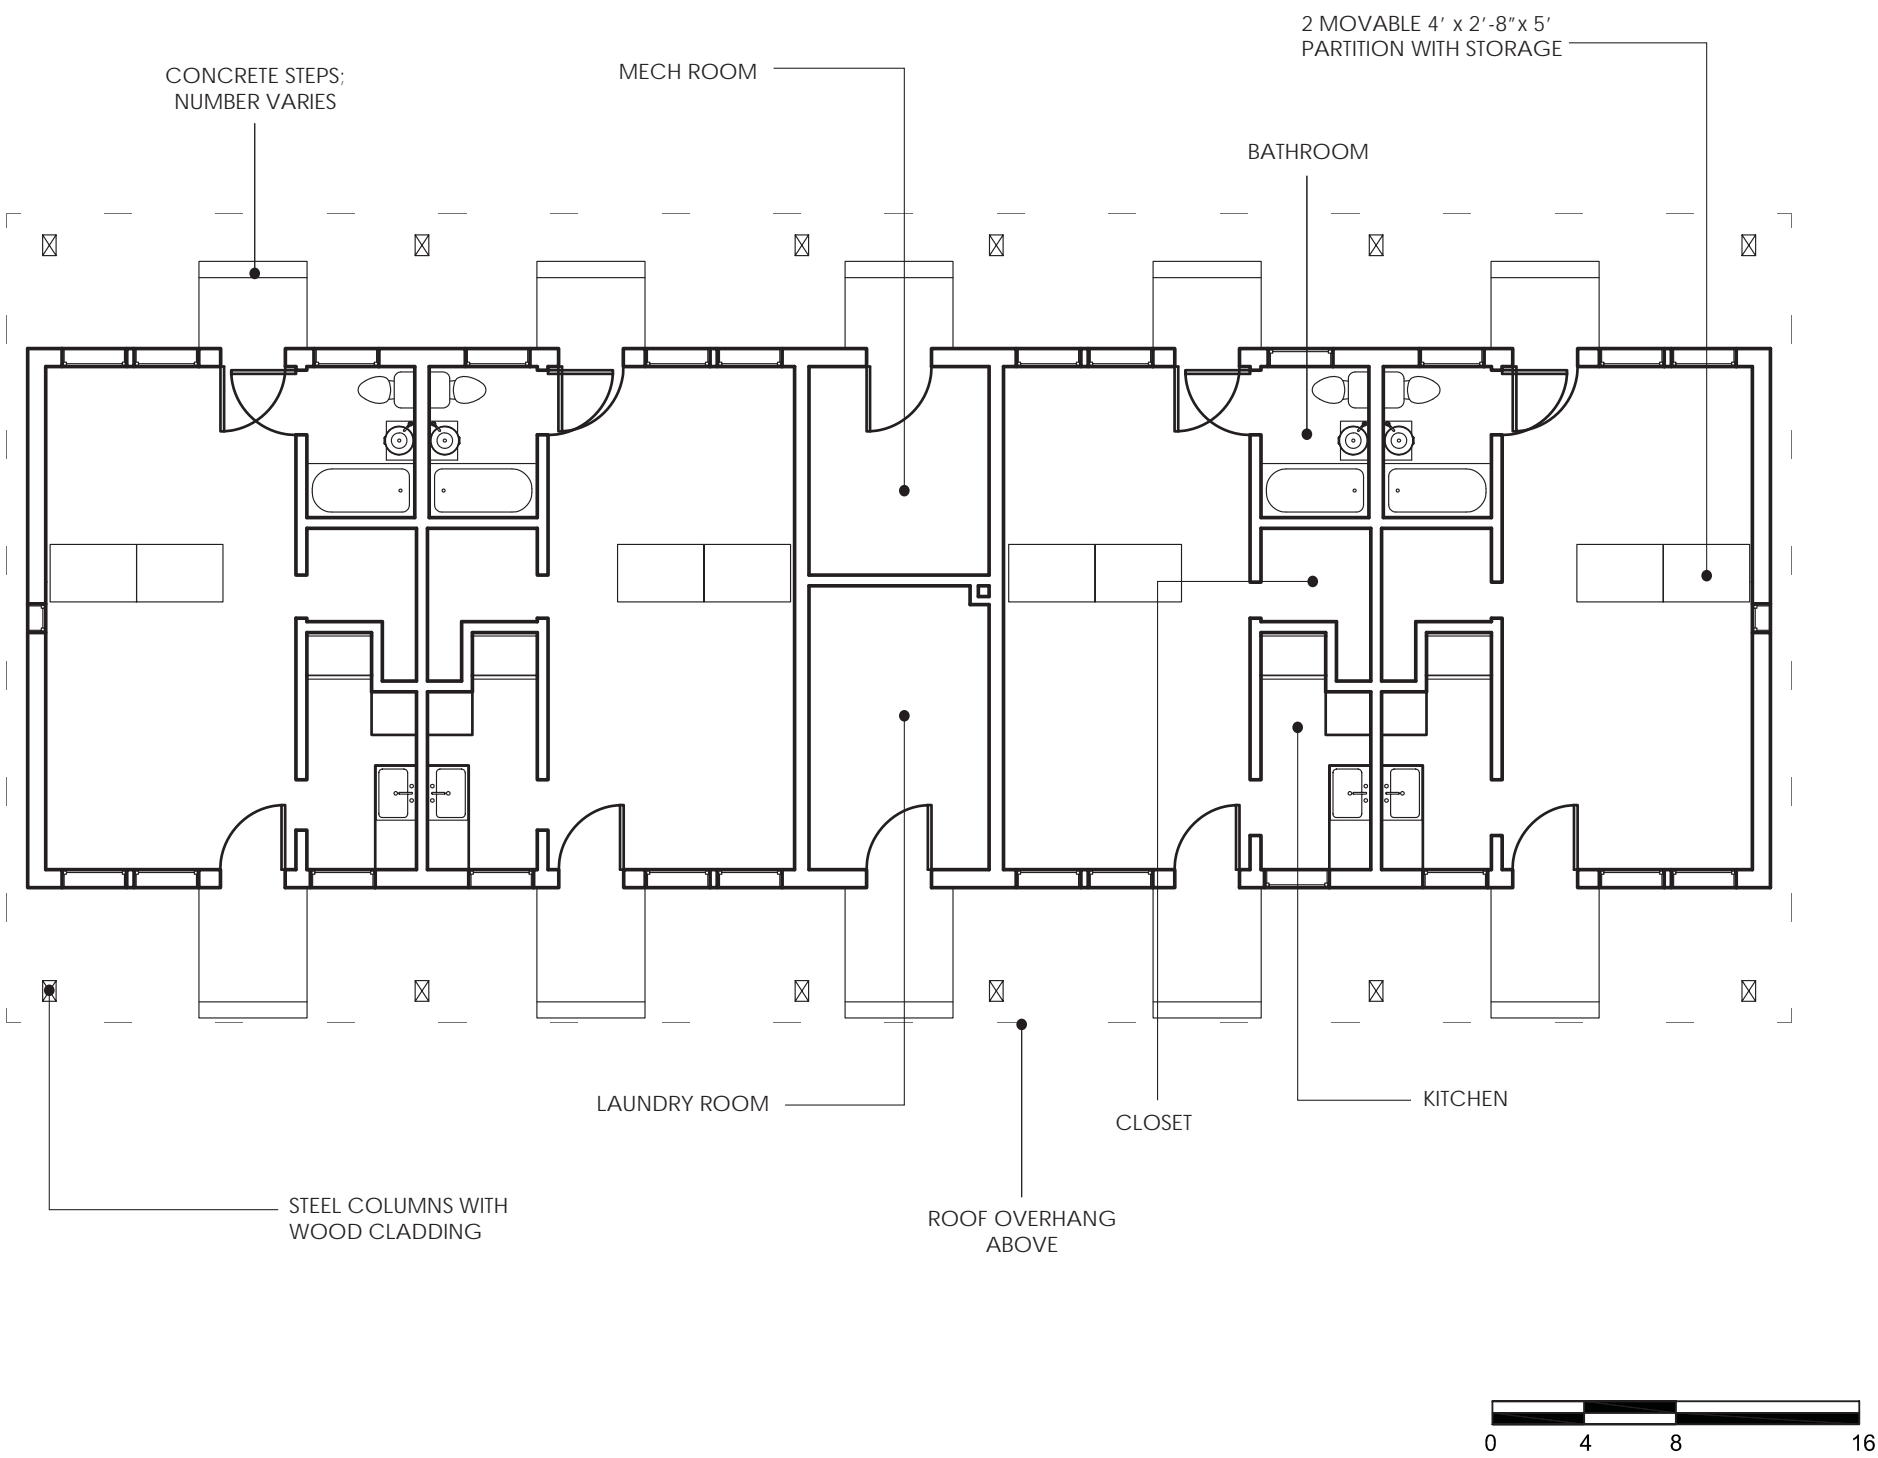 2 MOVABLE 4' x 2'-8"x 5'
PARTITION WITH STORAGE
MECH ROOM
CONCRETE STEPS;
NUMBER VARIES
BATHROOM
LAUNDRY ROOM
KITCHEN
CLOSET
STEEL COLUMNS WITH
WOOD CLADDING
ROOF OVERHANG
ABOVE
0 4 8 16